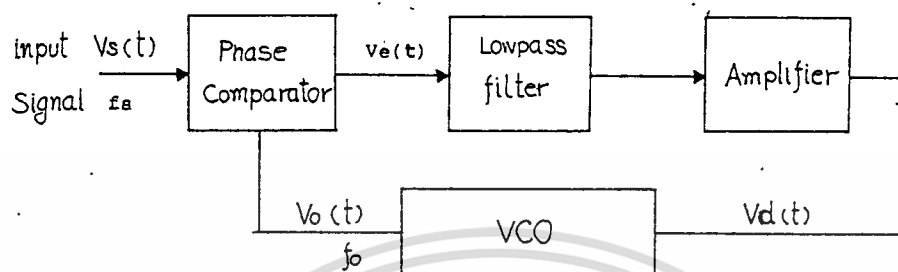 input Vs(t)
Signal fs
Phase
Comparator
Ve(t)
Lowpass
filter
Amplifier
Vo(t)
fo
VCO
Vd(t)